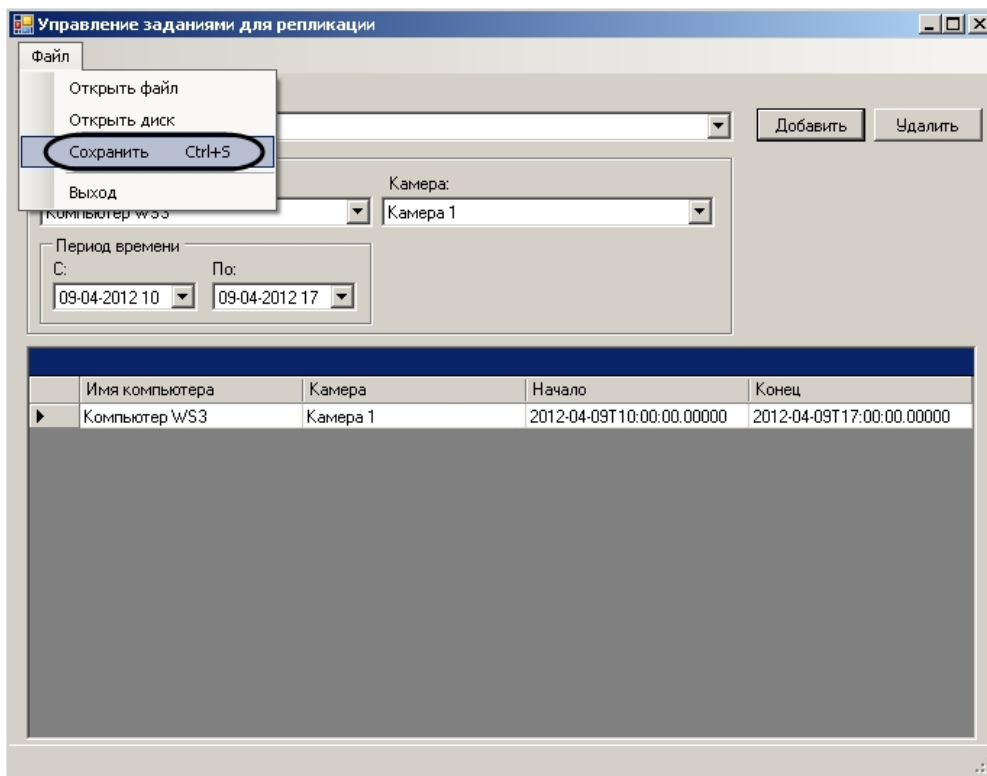 Управление заданиями для репликации
Файл
Открыть файл
Открыть диск
Сохранить Ctrl+S
Выход
Добавить Удалить
Камера:
Компьютер WS3 Камера 1
Период времени
С: По:
09-04-2012 10 09-04-2012 17
Имя компьютера Камера Начало Конец
Компьютер WS3 Камера 1 2012-04-09T10:00:00.00000 2012-04-09T17:00:00.00000